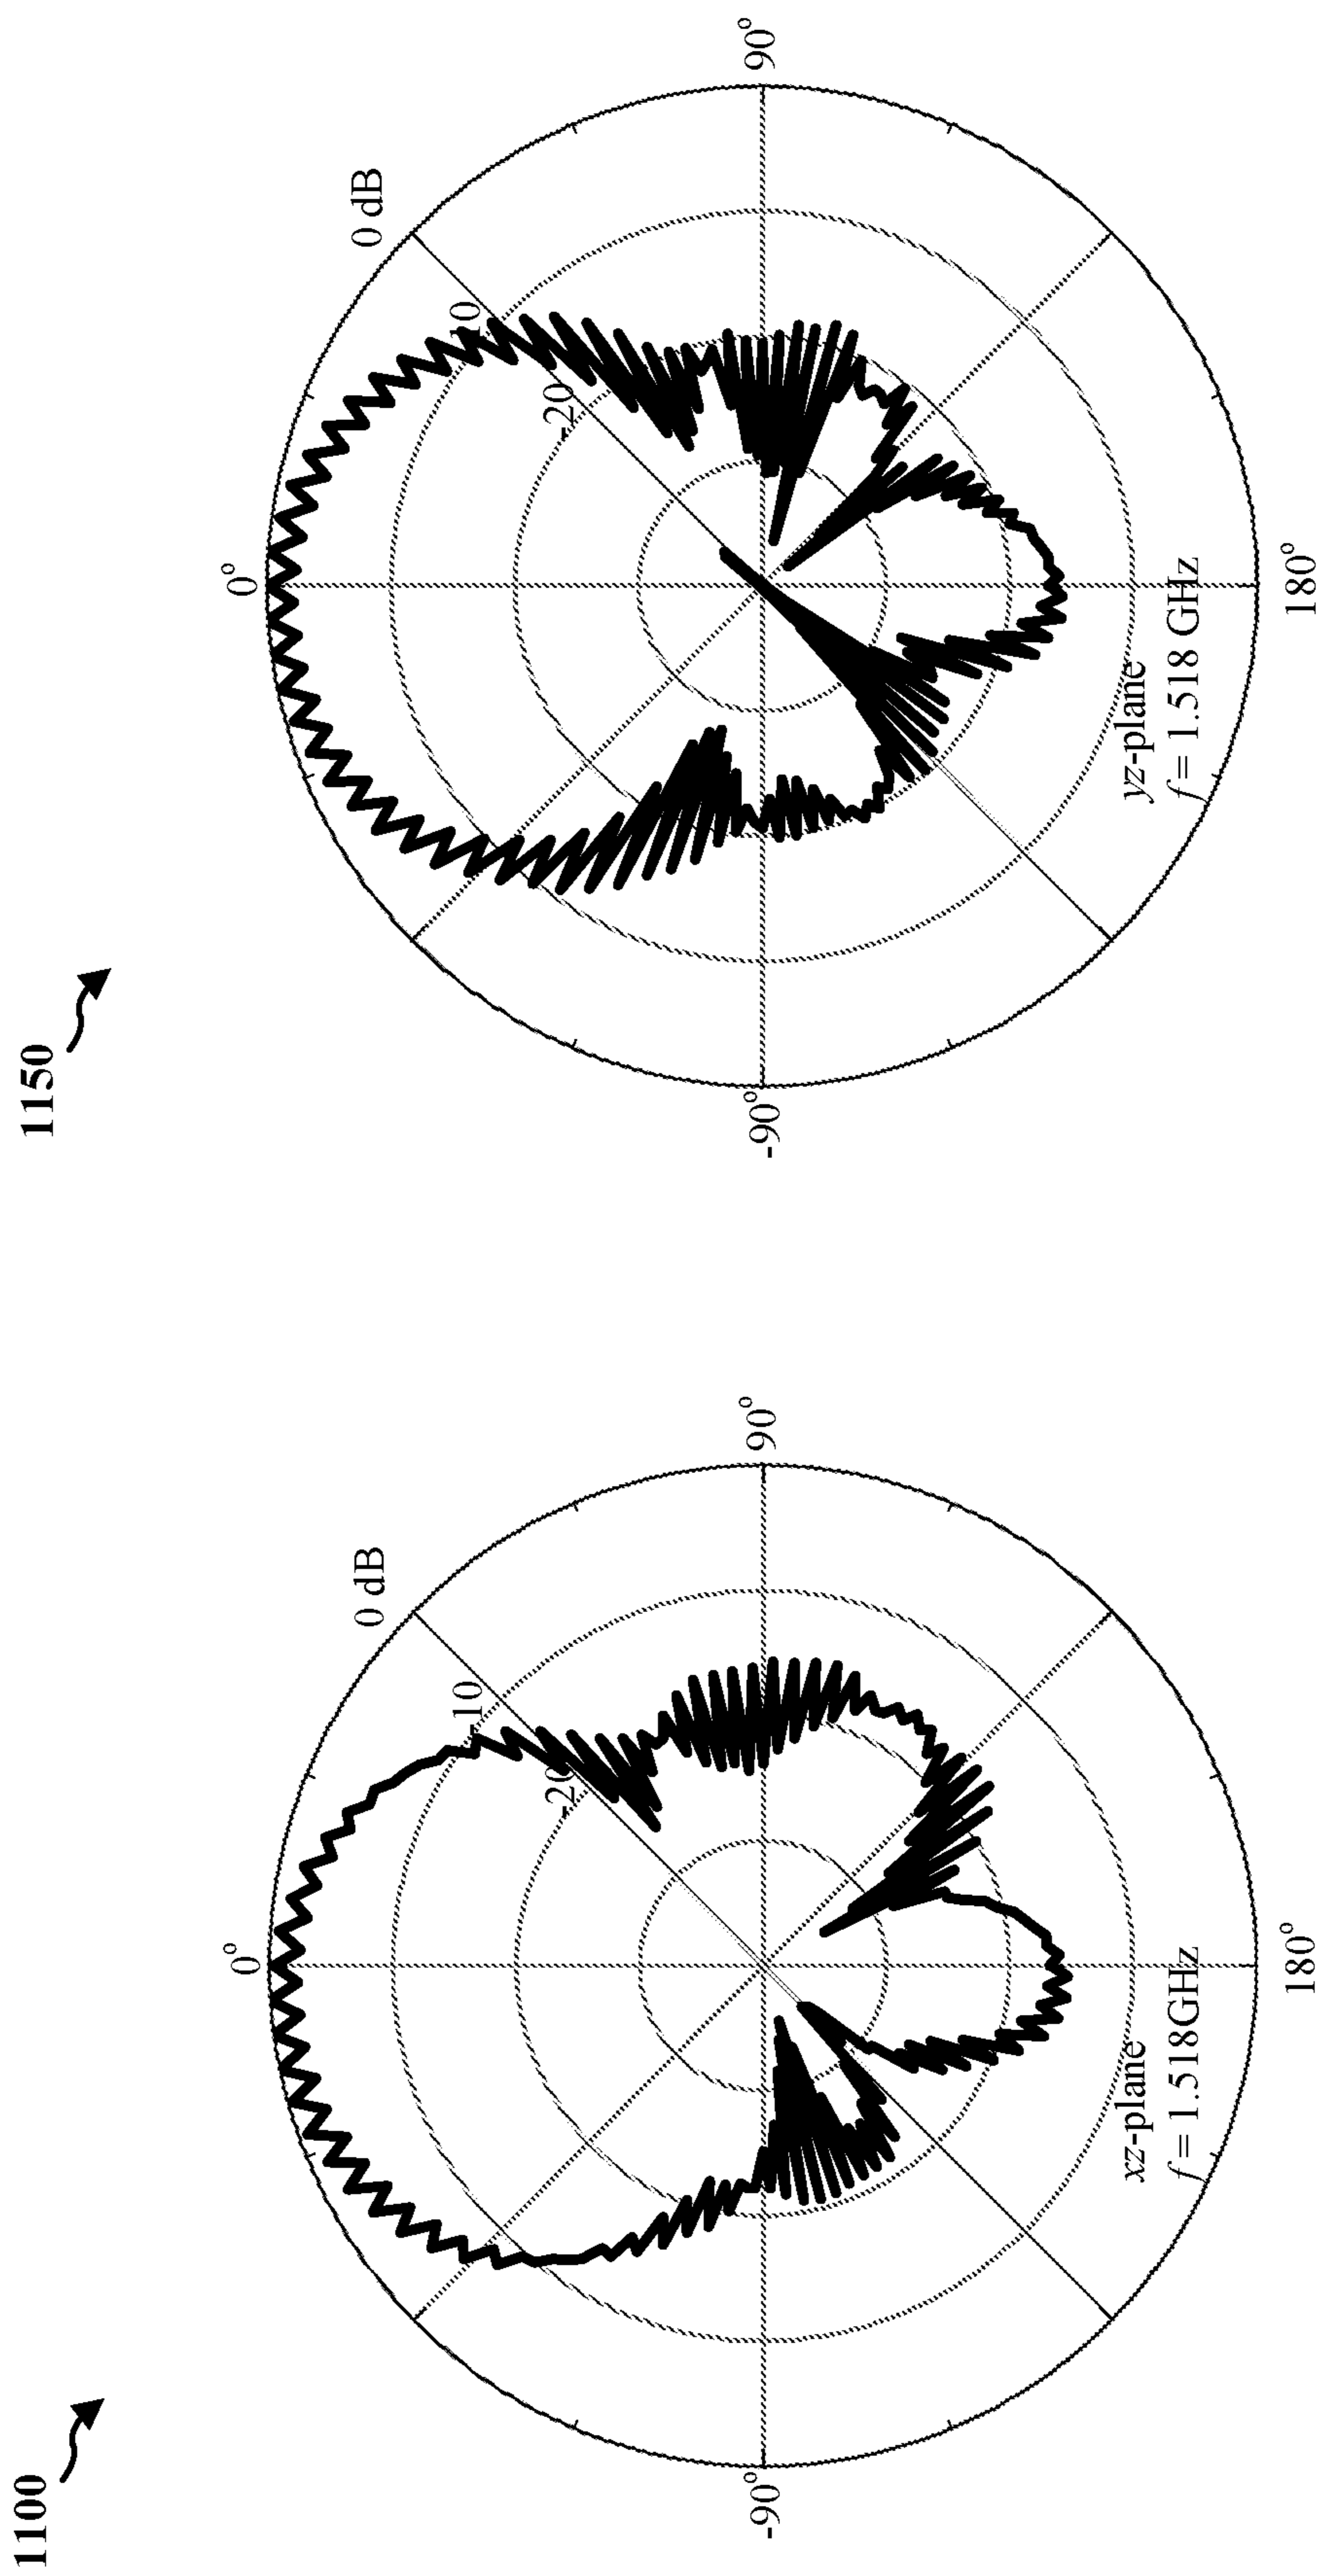 1100
0°
0 dB
-10
-20
-90°
90°
xz-plane
f = 1.518GHz
180°
1150
0°
0 dB
10
-20
-90°
90°
yz-plane
f = 1.518 GHz
180°